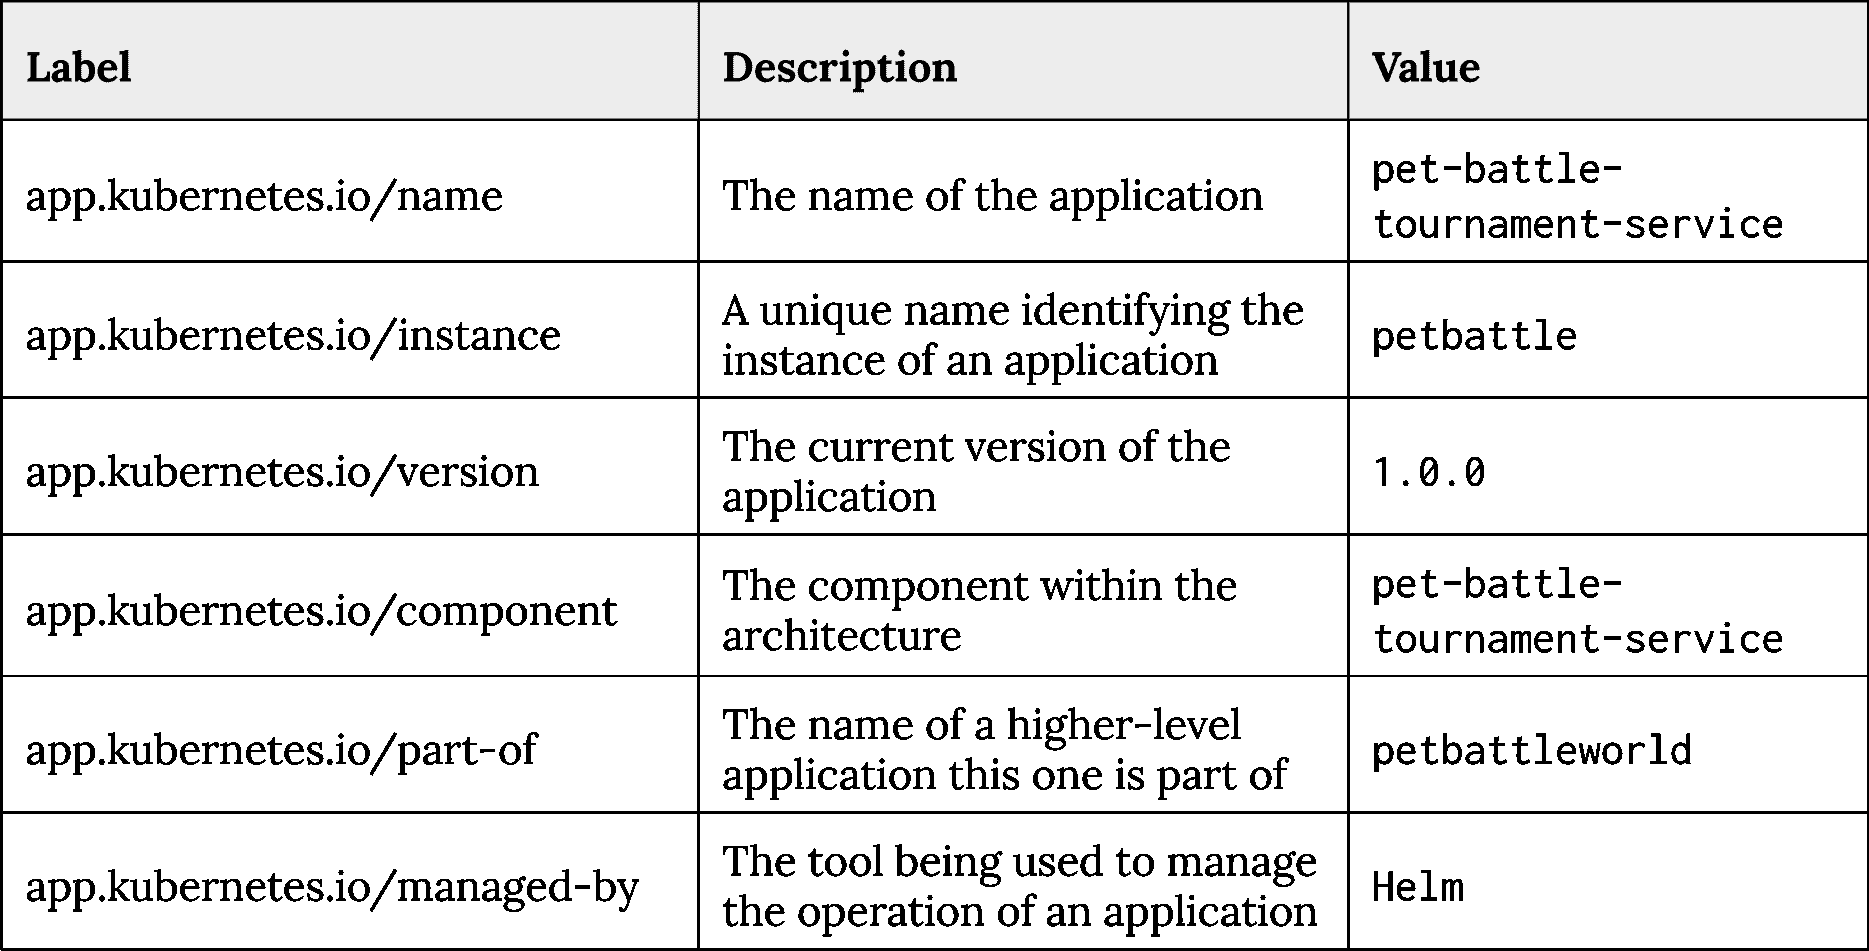 Label Description Value
app.kubernetes.io/name The name of the application pet-battle-
tournament-service
app.kubernetes.io/instance A unique name identifying the
instance of an application petbattle
app.kubernetes.io/version The current version of the
application 1.0.0
app.kubernetes.io/component The component within the
architecture pet-battle-
tournament-service
app.kubernetes.io/part-of The name of a higher-level
application this one is part of petbattleworld
app.kubernetes.io/managed-by The tool being used to manage
the operation of an application Helm